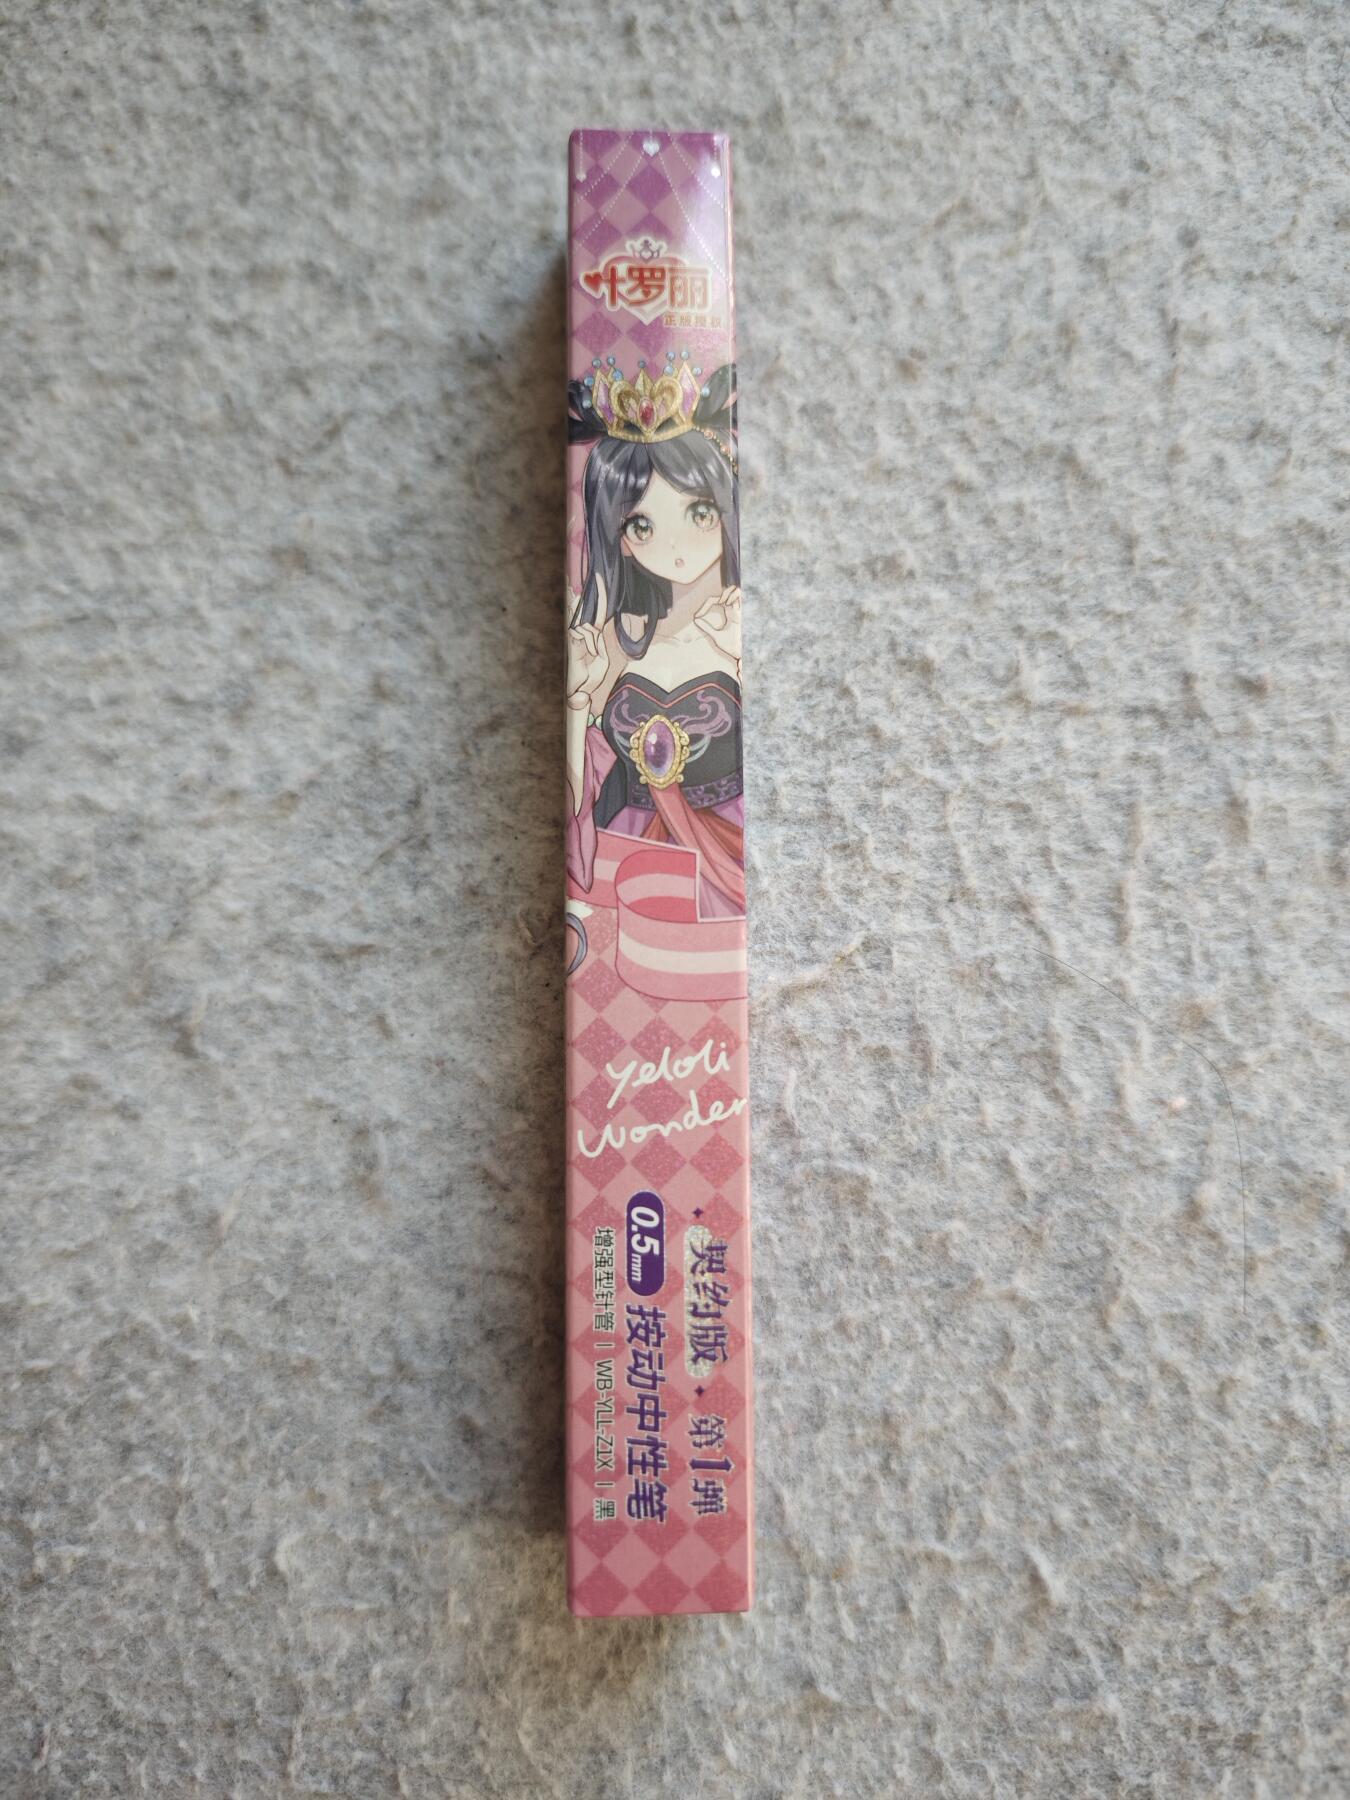 叶罗丽
正版授权
Yeloli
Wonder
契约版 第1弹
0.5mm 按动中性笔
增强型针管 | WB-YLL-Z1X | 黑